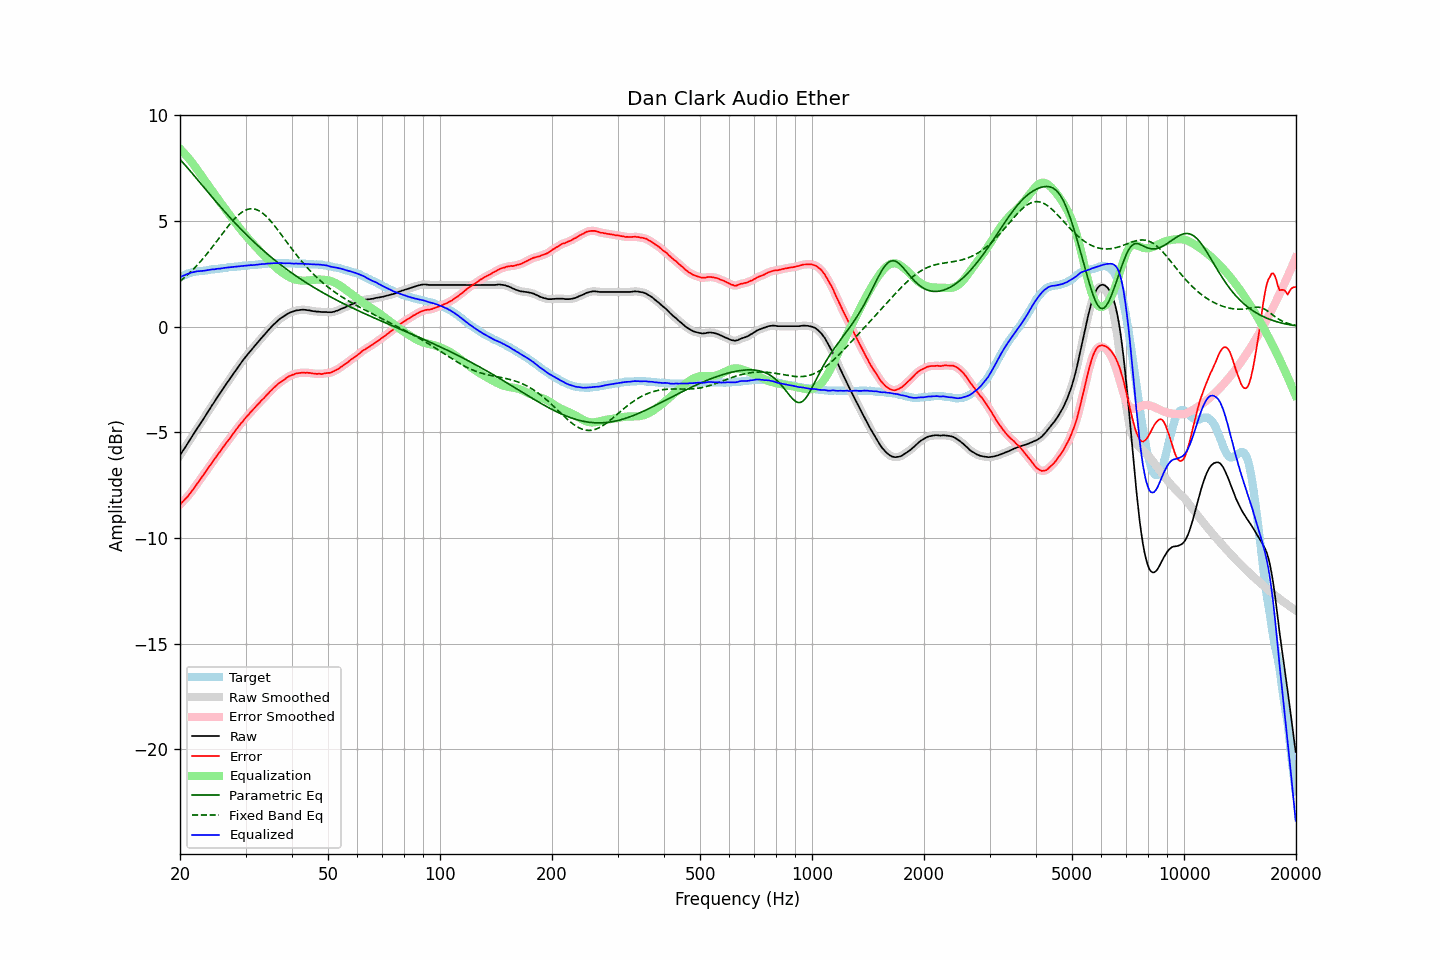 Dan Clark Audio Ether
10
5
0
−5
−10
−15
−20
Amplitude (dBr)
Target
Raw Smoothed
Error Smoothed
Raw
Error
Equalization
Parametric Eq
Fixed Band Eq
Equalized
20 50 100 200 500 1000 2000 5000 10000 20000
Frequency (Hz)